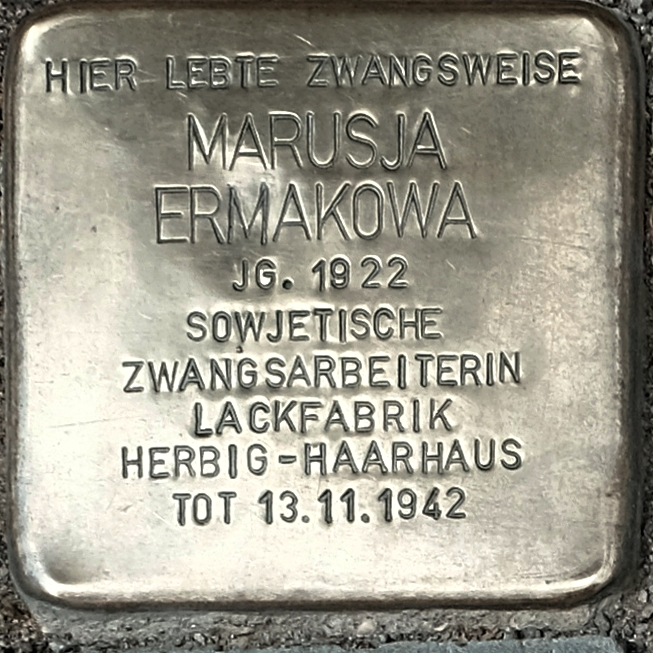 HIER LEBTE ZWANGSWEISE
MARUSJA
ERMAKOWA
JG. 1922
SOWJETISCHE
ZWANGSARBEITERIN
LACKFABRIK
HERBIG-HAARHAUS
TOT 13.11.1942